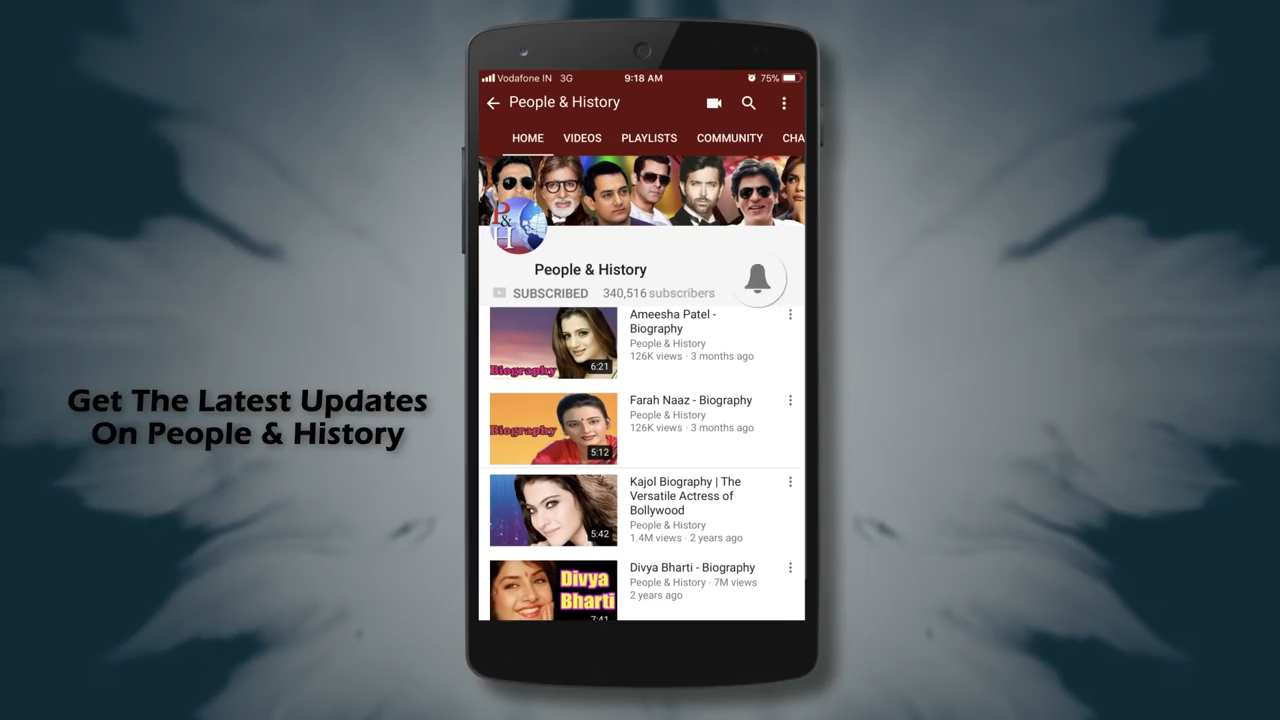 Vodafone IN 3G 9:18 AM 75%
People & History
HOME VIDEOS PLAYLISTS COMMUNITY CHA
P
&
H
People & History
SUBSCRIBED 340,516 subscribers
Ameesha Patel -
Biography
People & History
126K views · 3 months ago
Biography
6:21
Get The Latest Updates
On People & History
Farah Naaz - Biography
People & History
126K views · 3 months ago
Biography
5:12
Kajol Biography | The
Versatile Actress of
Bollywood
People & History
1.4M views · 2 years ago
5:42
Divya Bharti - Biography
People & History · 7M views
2 years ago
Divya
Bharti
7:41